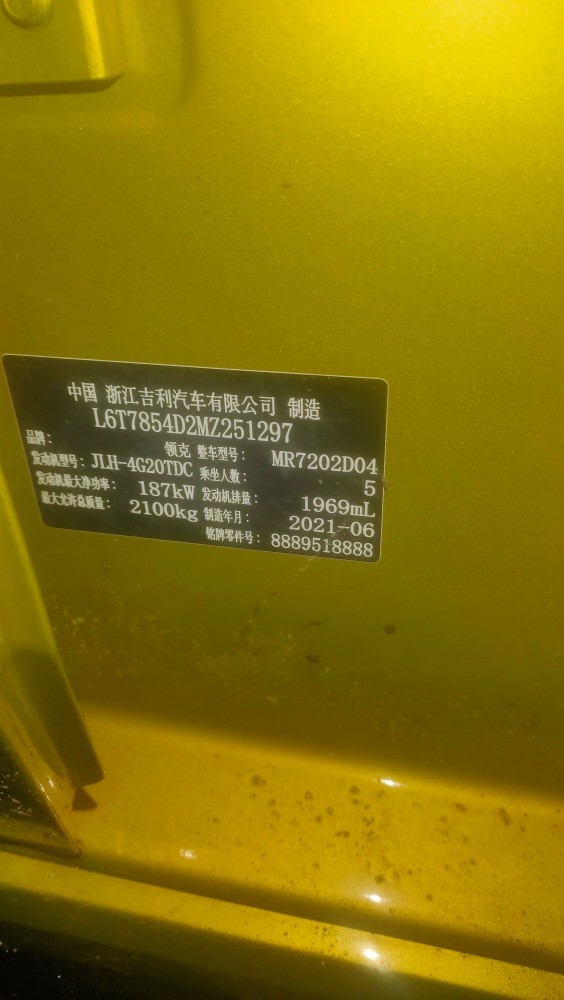 中国 浙江吉利汽车有限公司 制造
L6T7854D2MZ251297
品牌： 领克 整车型号： MR7202D04
发动机型号： JLH-4G20TDC 乘坐人数： 5
发动机最大净功率： 187kW 发动机排量： 1969mL
最大允许总质量： 2100kg 制造年月： 2021-06
铭牌零件号： 8889518888